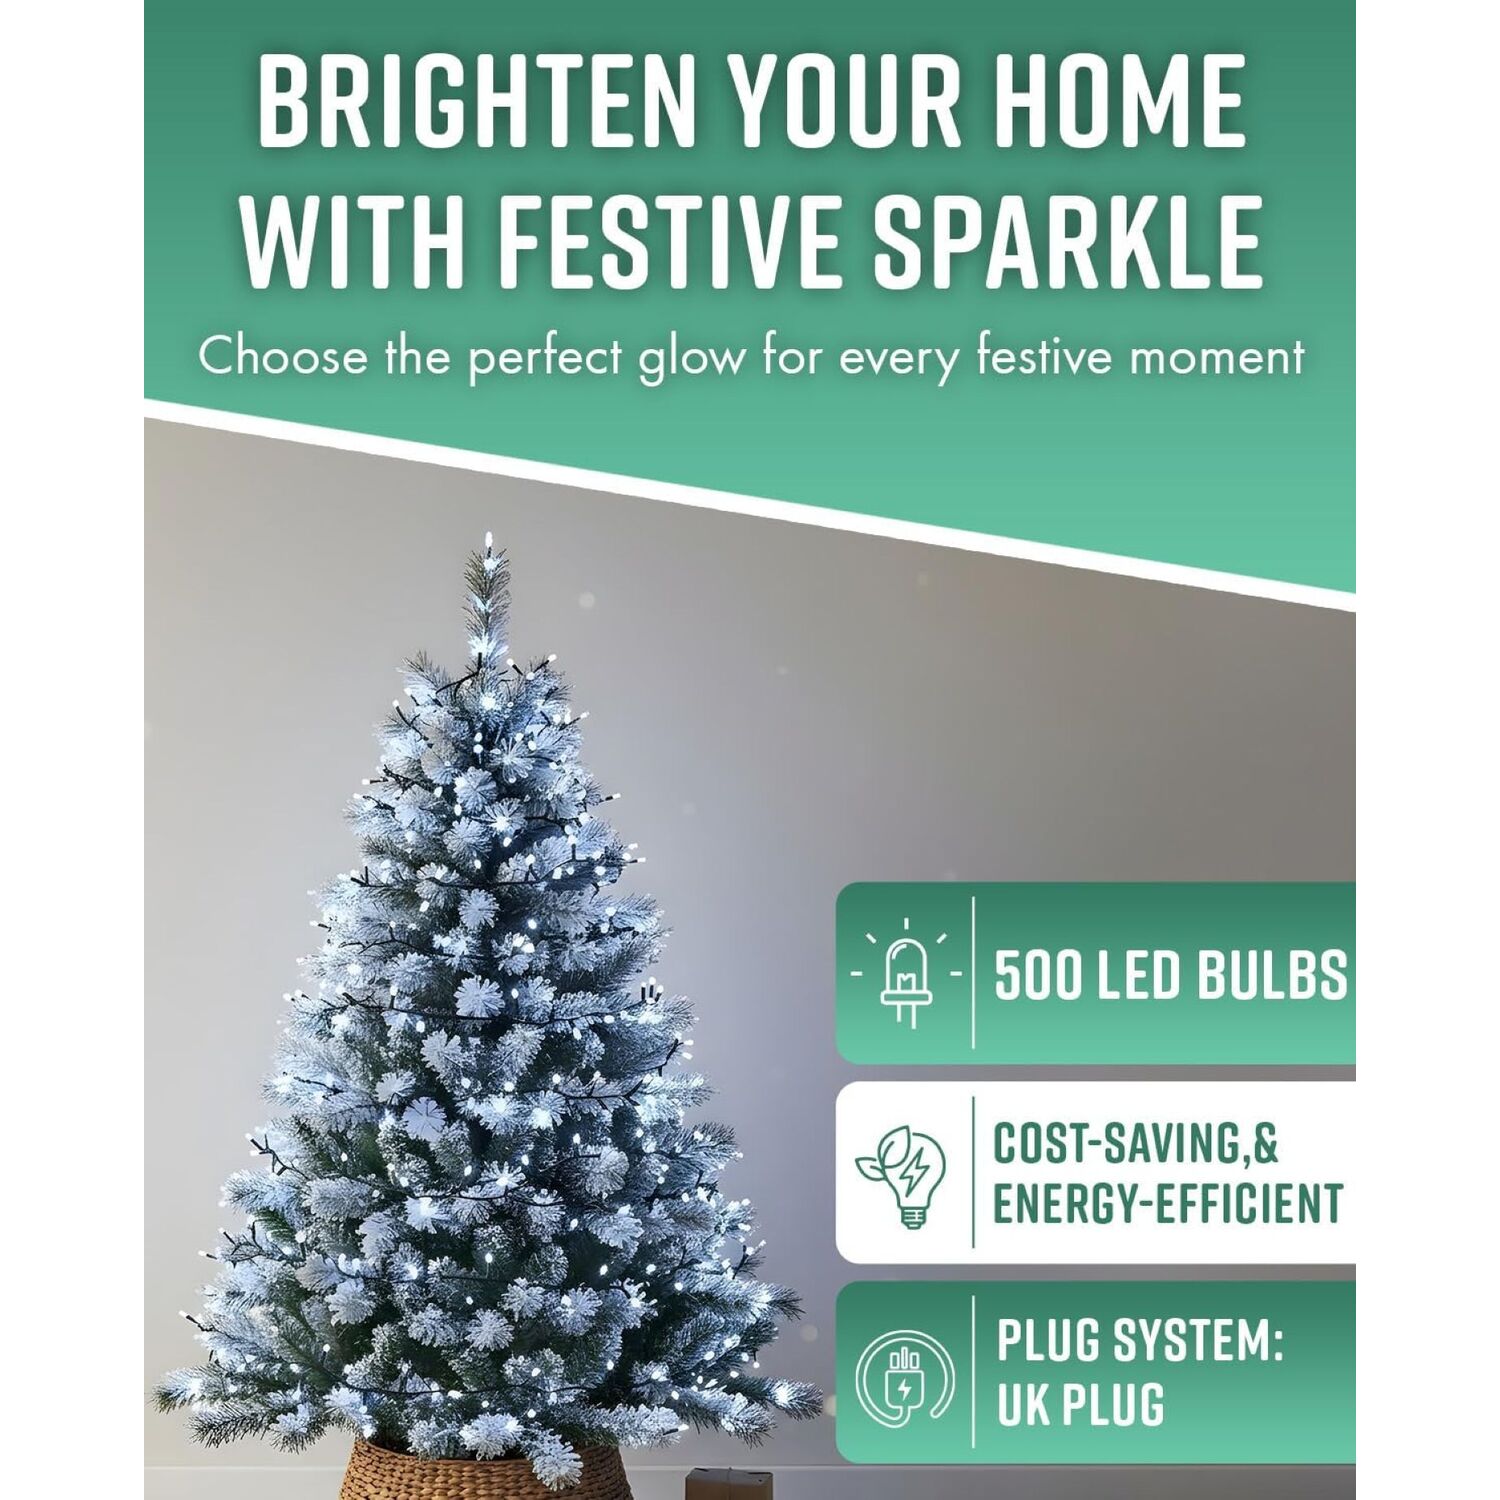 BRIGHTEN YOUR HOME
WITH FESTIVE SPARKLE
Choose the perfect glow for every festive moment
500 LED BULBS
COST-SAVING,&
ENERGY-EFFICIENT
PLUG SYSTEM:
UK PLUG